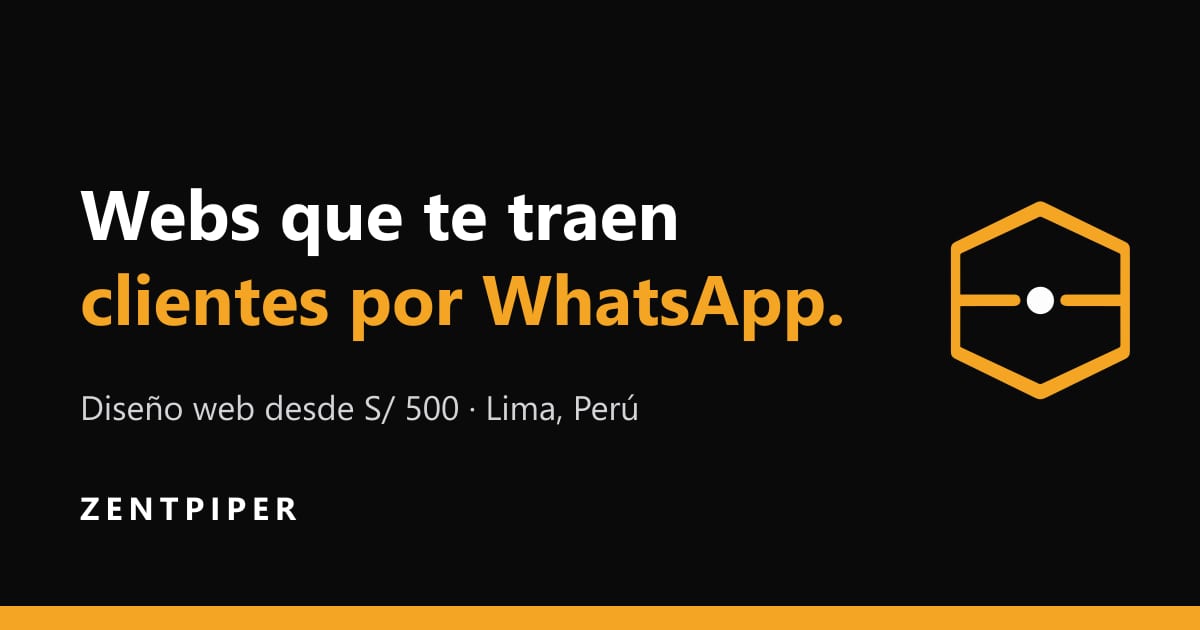 Webs que te traen
clientes por WhatsApp.
Diseño web desde S/ 500 · Lima, Perú
ZENTPIPER